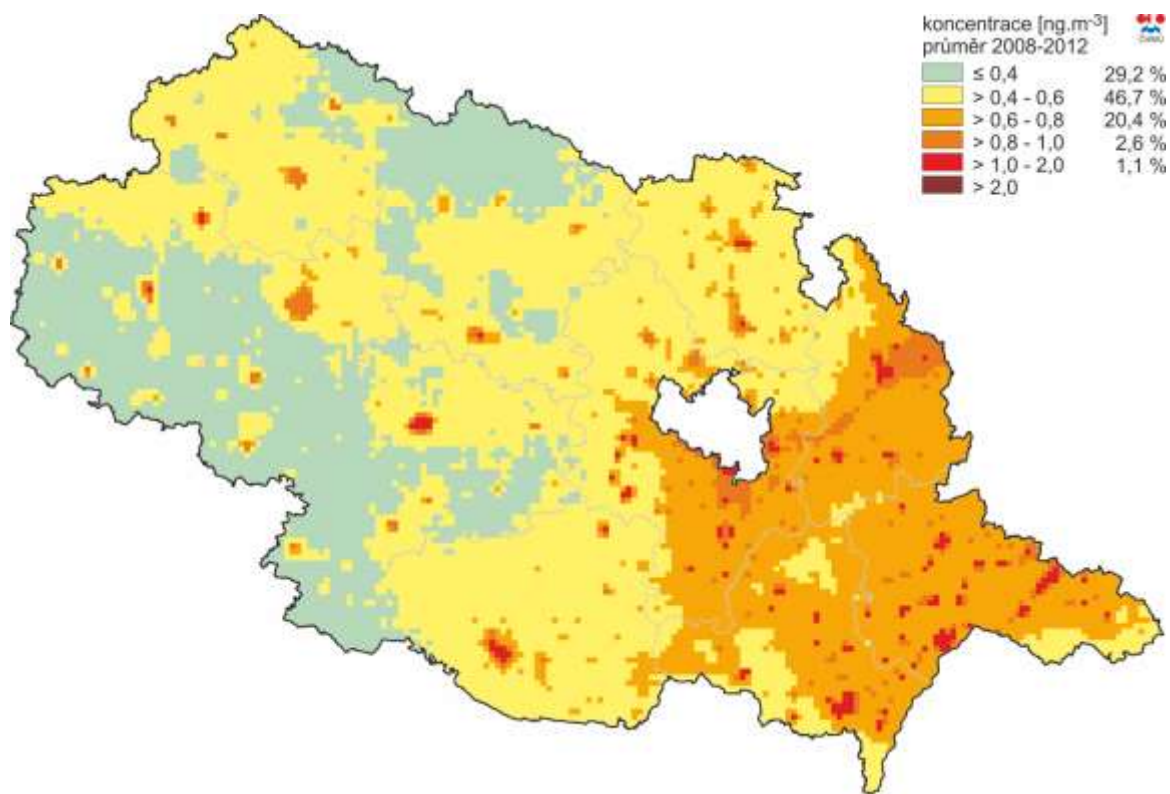 koncentrace [ng.m-3]
průměr 2008-2012
≤ 0,4 29,2 %
> 0,4 - 0,6 46,7 %
> 0,6 - 0,8 20,4 %
> 0,8 - 1,0 2,6 %
> 1,0 - 2,0 1,1 %
> 2,0